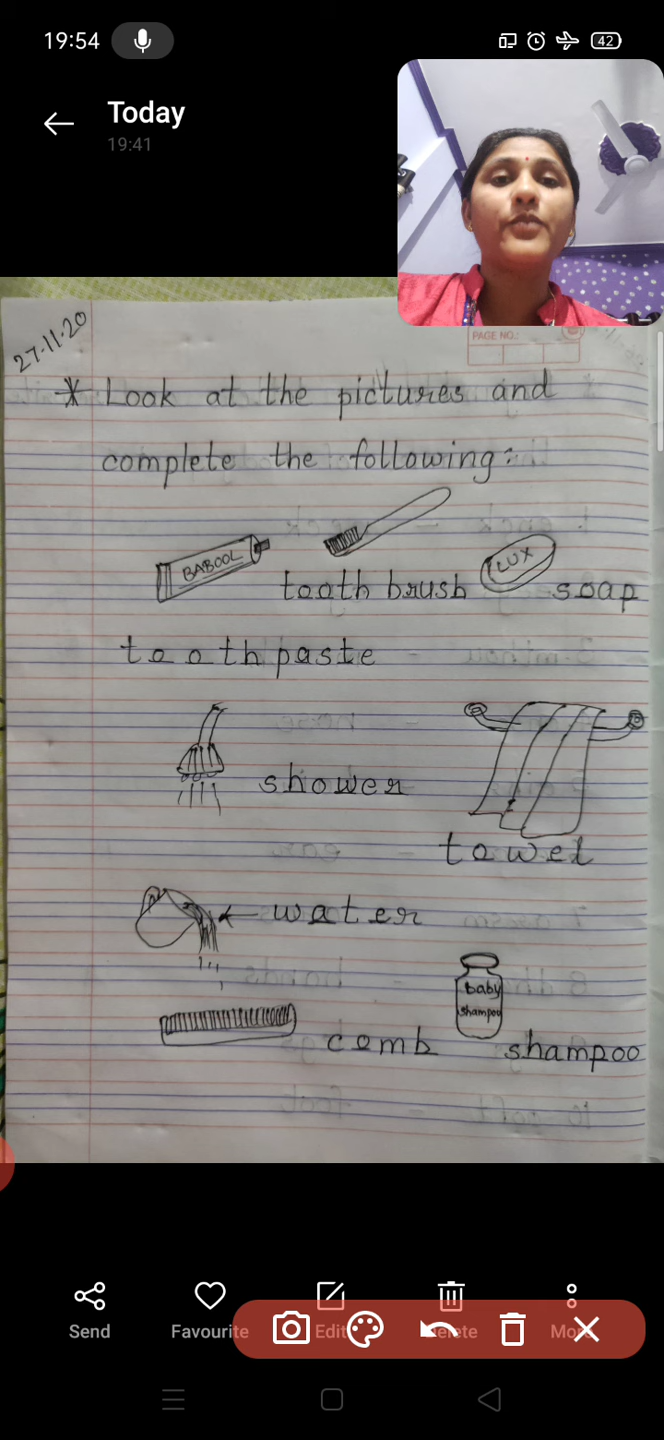 19:54
42
Today
19:41
PAGE NO.:
27.11.20
* Look at the pictures and
complete the following:
BABOOL
tooth brush
LUX
soap
toothpaste
shower
towel
water
baby
shampoo
comb
shampoo
Send
Favourite
Edit
Delete
More